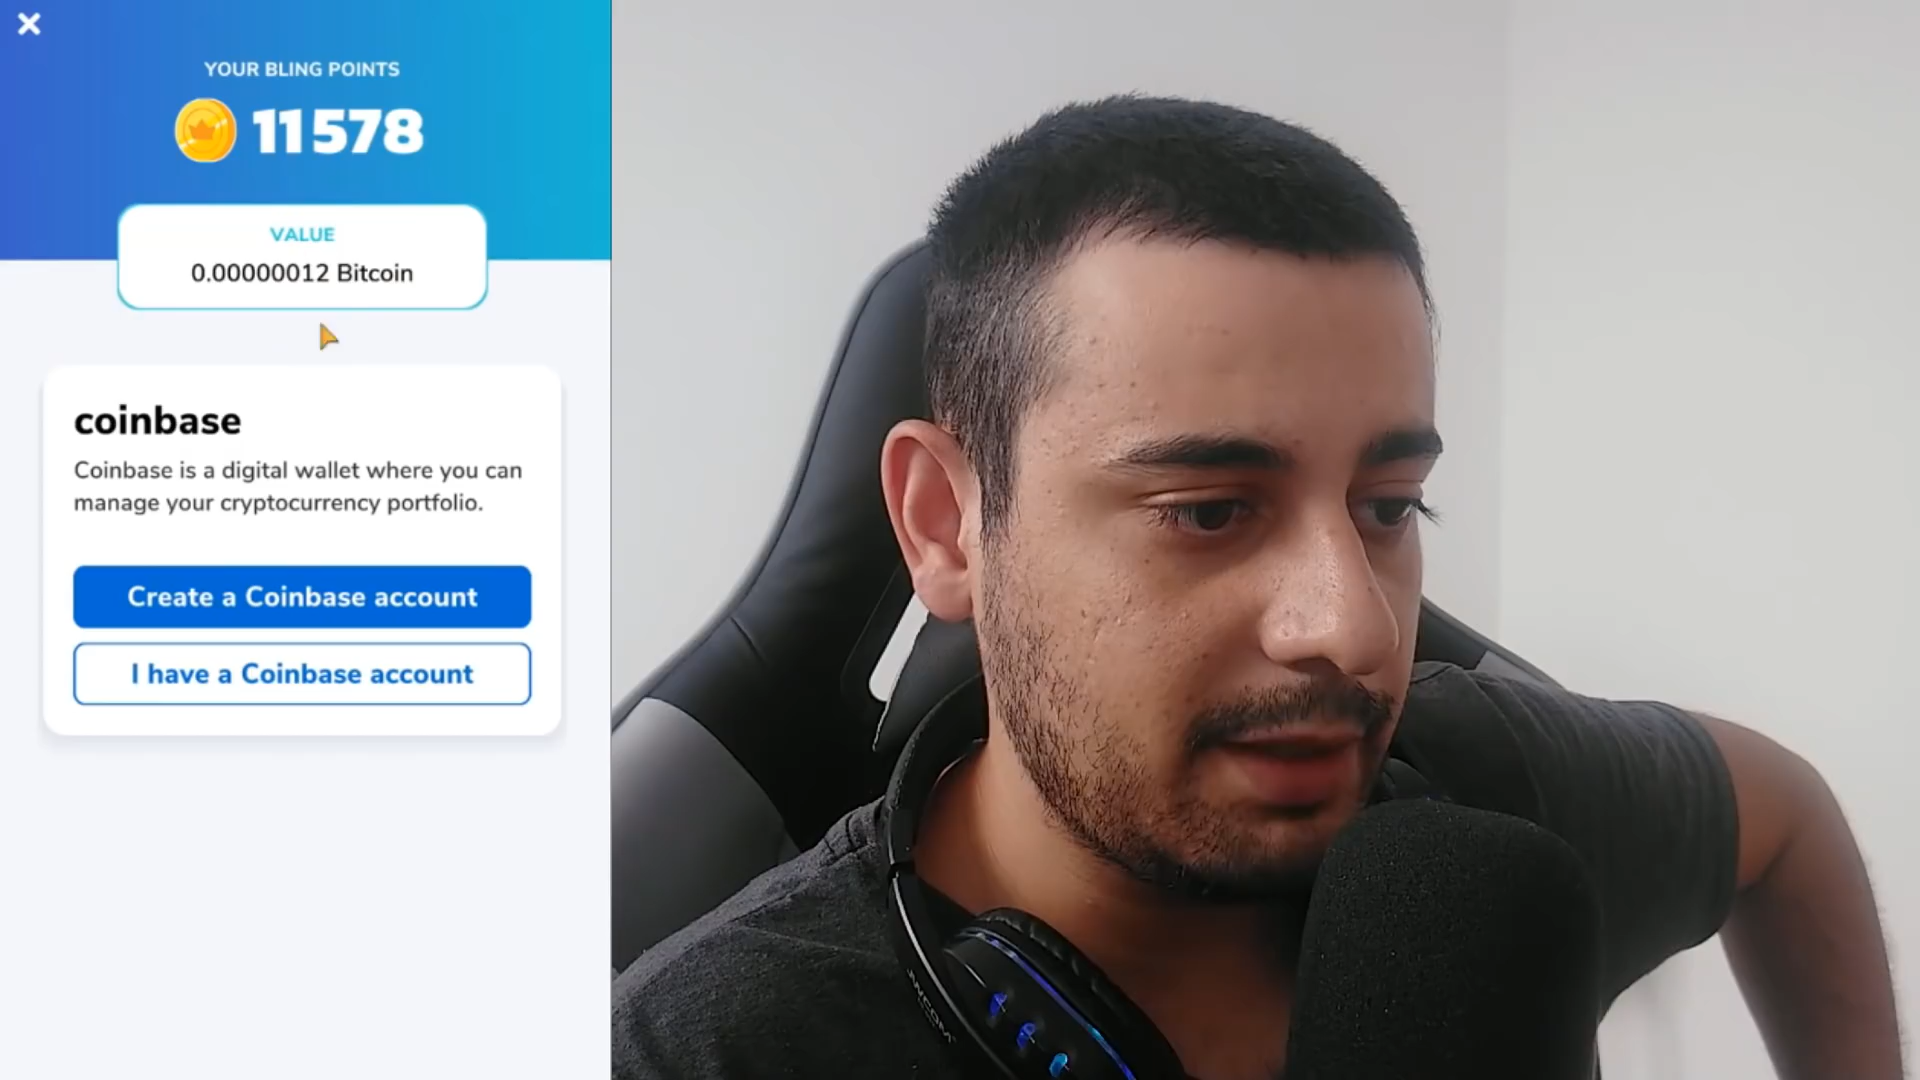 YOUR BLING POINTS
11578
VALUE
0.00000012 Bitcoin
coinbase
Coinbase is a digital wallet where you can
manage your cryptocurrency portfolio.
Create a Coinbase account
I have a Coinbase account